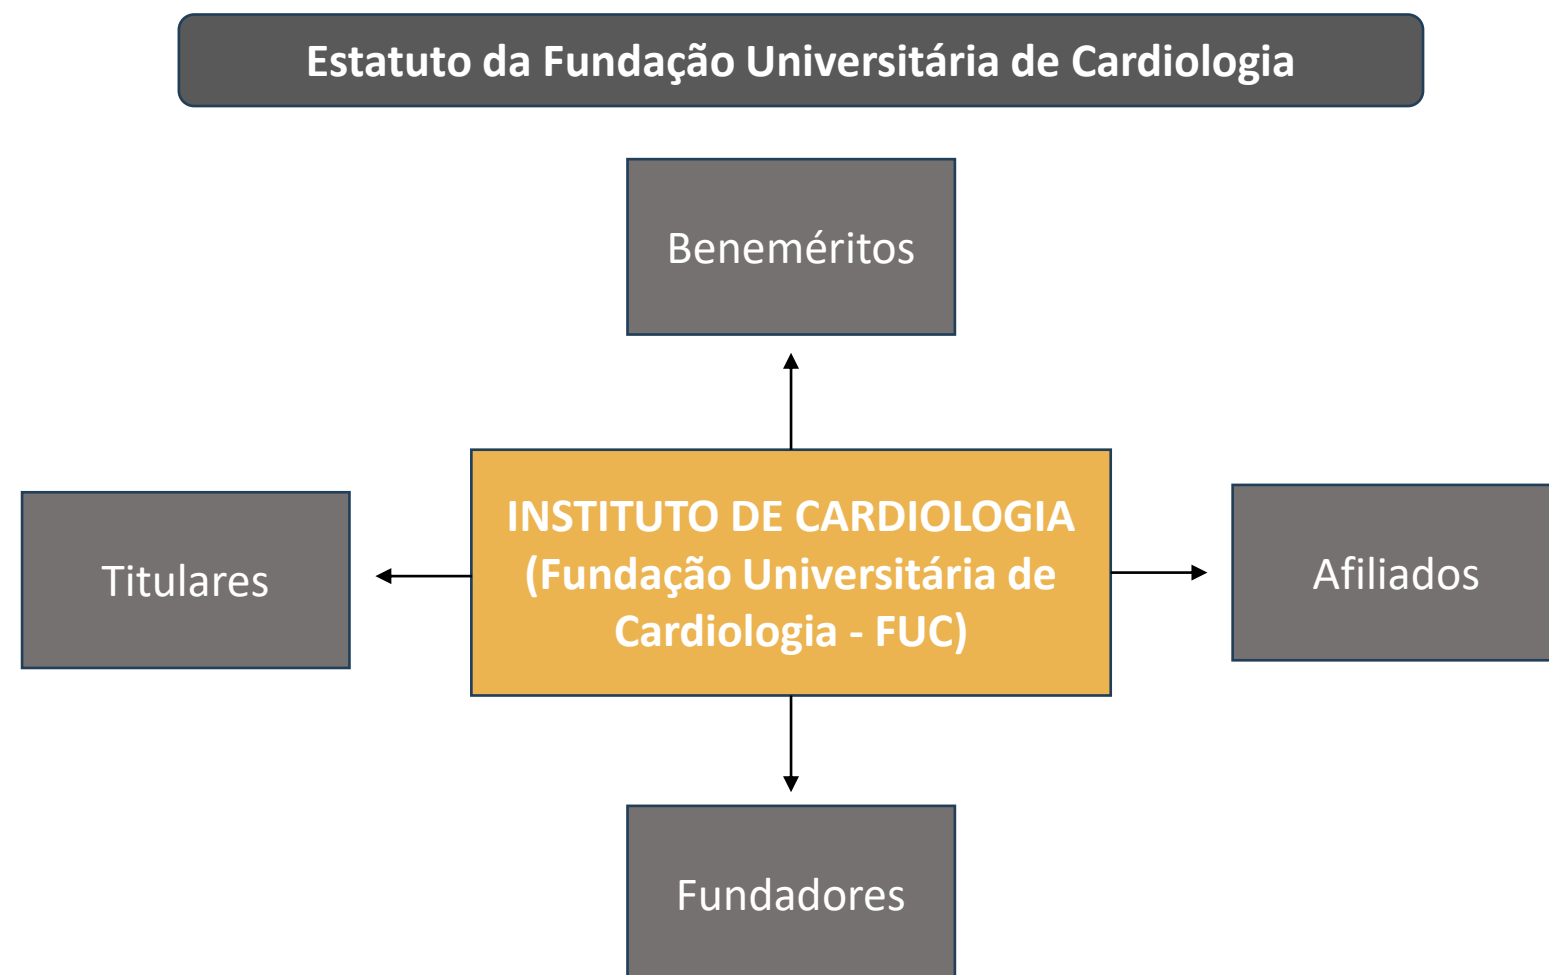 Estatuto da Fundação Universitária de Cardiologia
Beneméritos
Titulares
INSTITUTO DE CARDIOLOGIA
(Fundação Universitária de
Cardiologia - FUC)
Afiliados
Fundadores